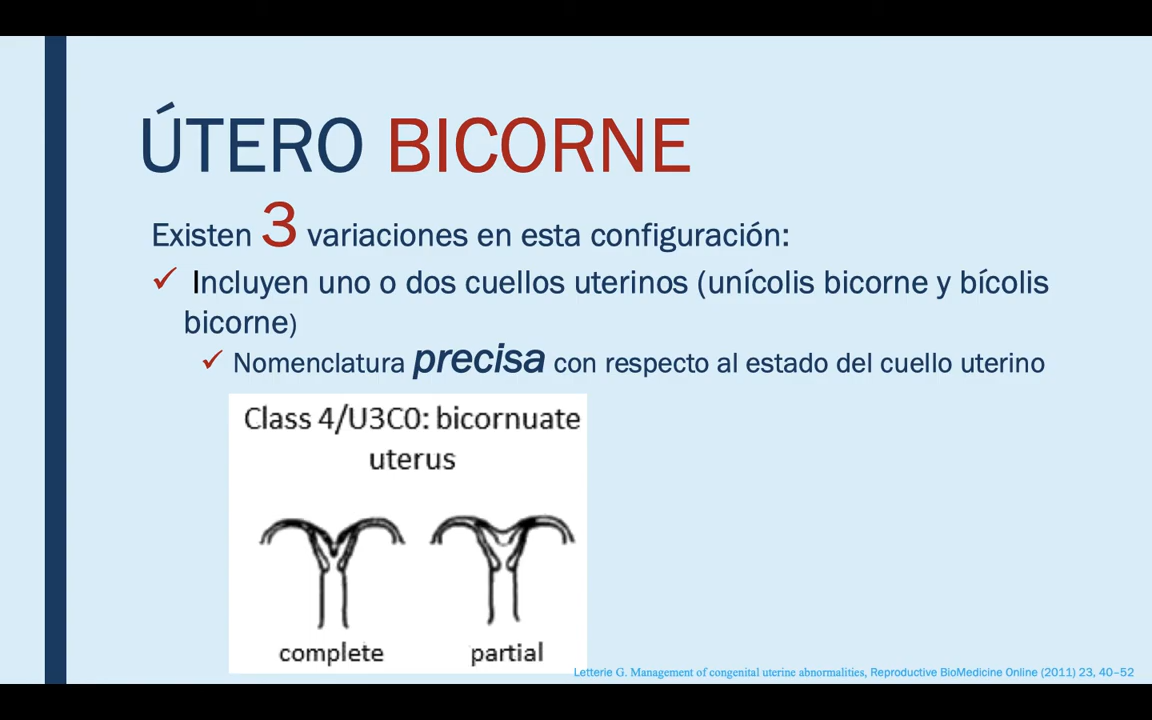 ÚTERO BICORNE
Existen 3 variaciones en esta configuración:
✓ Incluyen uno o dos cuellos uterinos (unícolis bicorne y bícolis
bicorne)
✓ Nomenclatura precisa con respecto al estado del cuello uterino
Class 4/U3C0: bicornuate
uterus
complete partial
Letterie G. Management of congenital uterine abnormalities, Reproductive BioMedicine Online (2011) 23, 40–52